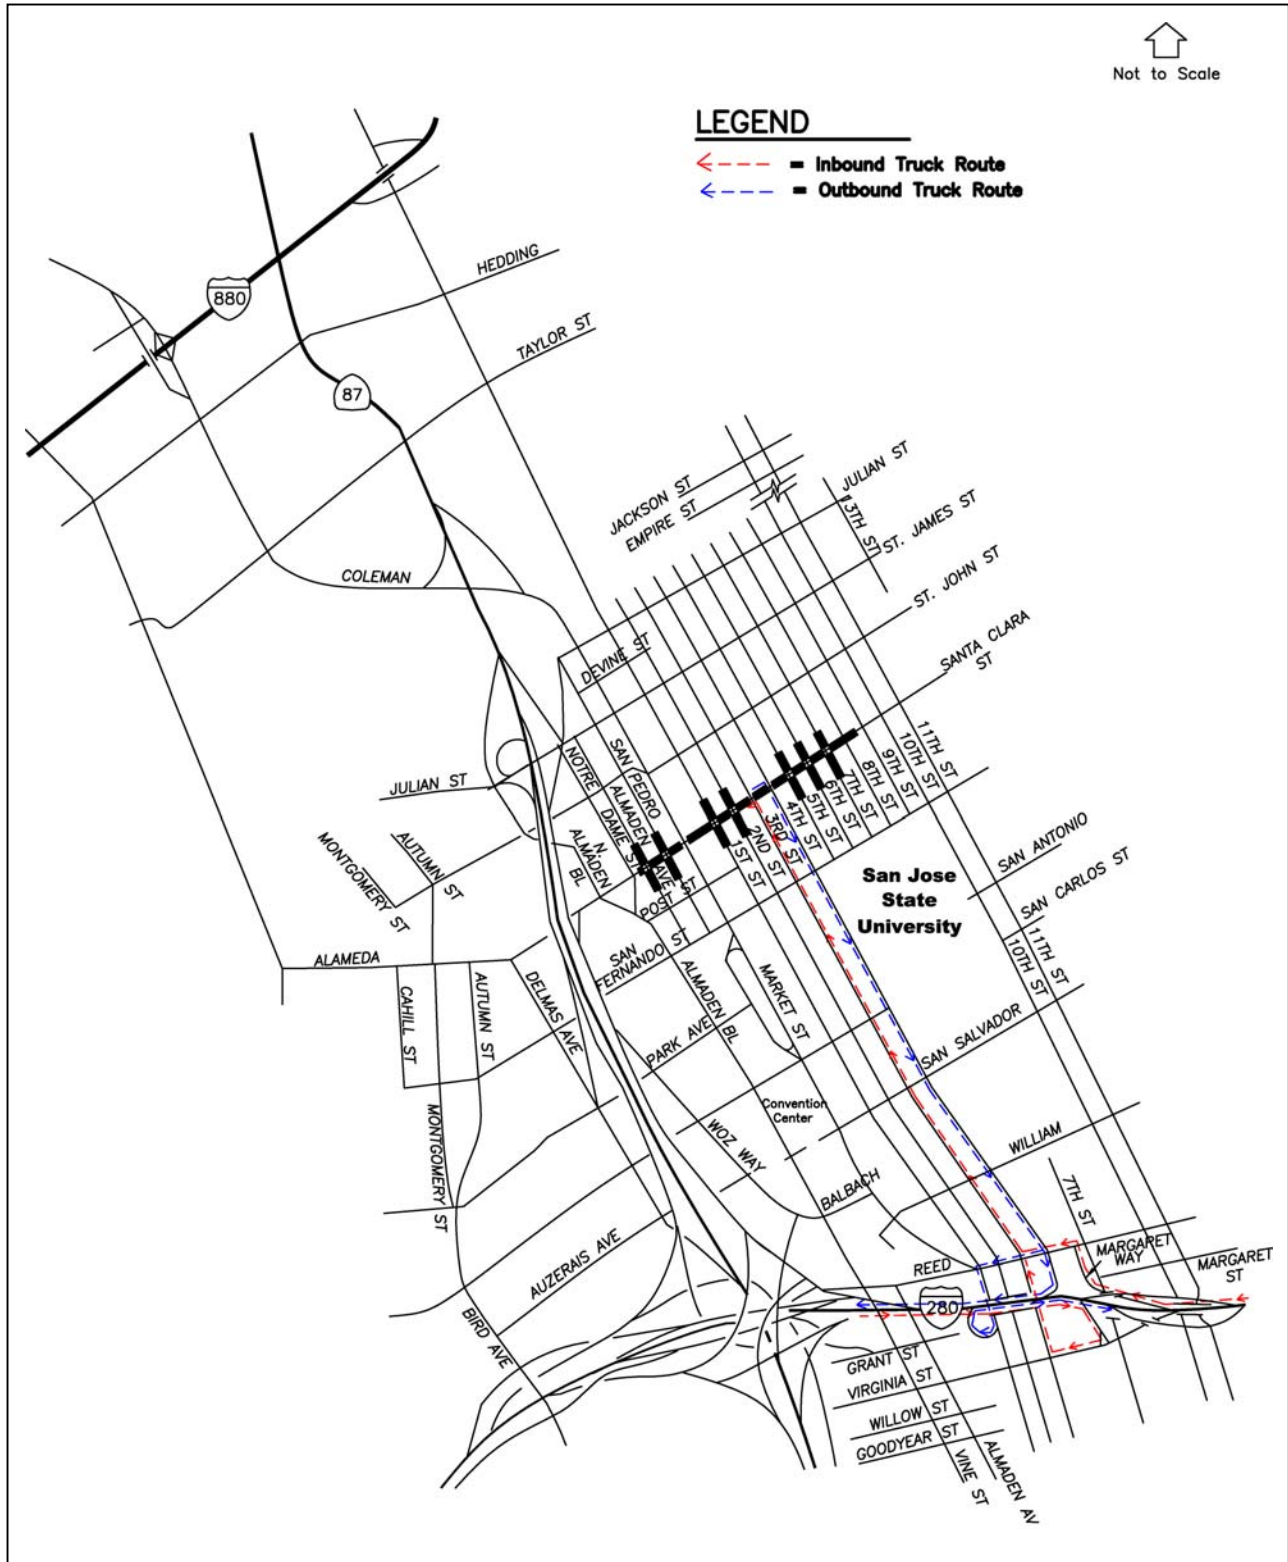 Not to Scale
LEGEND
= Inbound Truck Route
= Outbound Truck Route
880
87
HEDDING
TAYLOR ST
COLEMAN
JACKSON ST
EMPIRE ST
JULIAN ST
13TH ST
ST. JAMES ST
ST. JOHN ST
SANTA CLARA
ST
DEVINE ST
JULIAN ST
MONTGOMERY ST
AUTUMN ST
N.
ALMADEN
BL
NOTRE DAME ST
ALMADEN AVE
SAN PEDRO ST
POST
1ST ST
2ND ST
3RD ST
4TH ST
5TH ST
6TH ST
7TH ST
8TH ST
9TH ST
10TH ST
11TH ST
San Jose
State
University
SAN ANTONIO
SAN CARLOS ST
10TH ST
11TH ST
SAN
FERNANDO ST
ALAMEDA
CAHILL ST
AUTUMN ST
DELMAS AVE
MONTGOMERY ST
ALMADEN BL
MARKET ST
PARK AVE
SAN SALVADOR
Convention
Center
WOZ WAY
BALBACH
WILLIAM
7TH ST
MARGARET
WAY
MARGARET
ST
REED
AUZERAIS AVE
BIRD AVE
280
GRANT ST
VIRGINIA ST
WILLOW ST
GOODYEAR ST
VINE ST
ALMADEN AV